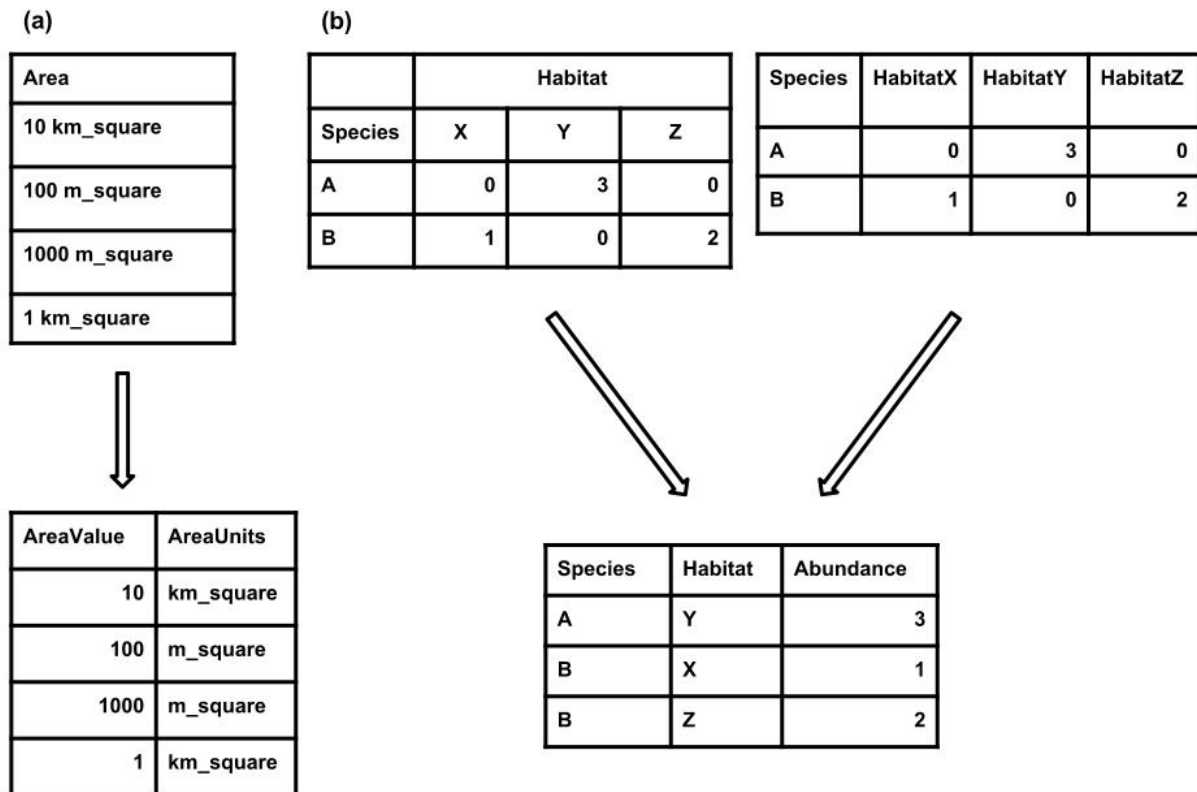 (a)
Area
10 km_square
100 m_square
1000 m_square
1 km_square
AreaValue AreaUnits
10 km_square
100 m_square
1000 m_square
1 km_square
(b)
Habitat
Species X Y Z
A 0 3 0
B 1 0 2
Species HabitatX HabitatY HabitatZ
A 0 3 0
B 1 0 2
Species Habitat Abundance
A Y 3
B X 1
B Z 2